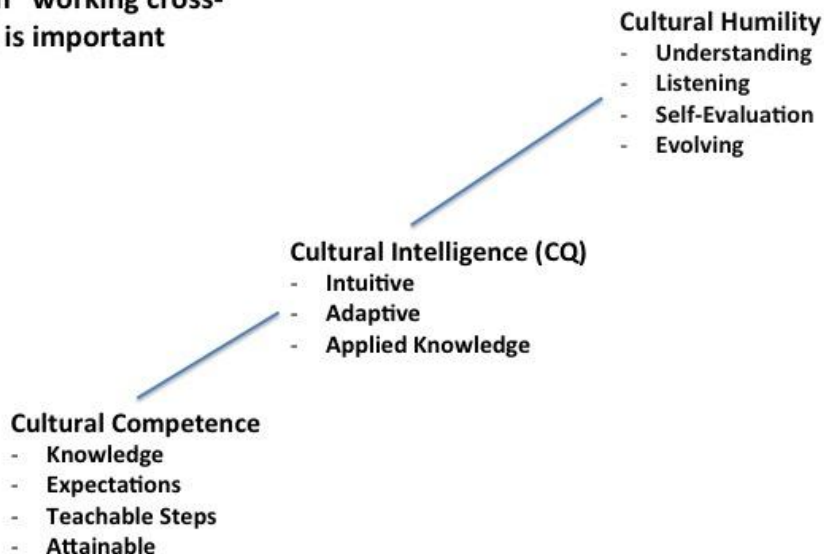 working cross-
is important
Cultural Humility
- Understanding
- Listening
- Self-Evaluation
- Evolving
Cultural Intelligence (CQ)
- Intuitive
- Adaptive
- Applied Knowledge
Cultural Competence
- Knowledge
- Expectations
- Teachable Steps
- Attainable